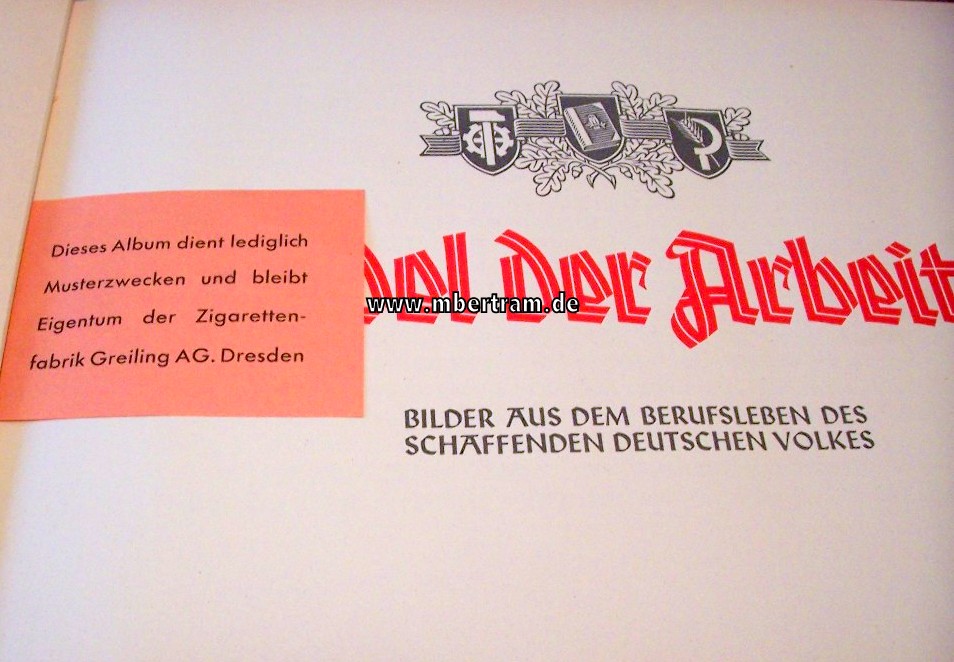 Dieses Album dient lediglich
Musterzwecken und bleibt
Eigentum der Zigaretten-
fabrik Greiling AG. Dresden
del der Arbeit
www.mbertram.de
BILDER AUS DEM BERUFSLEBEN DES
SCHAFFENDEN DEUTSCHEN VOLKES